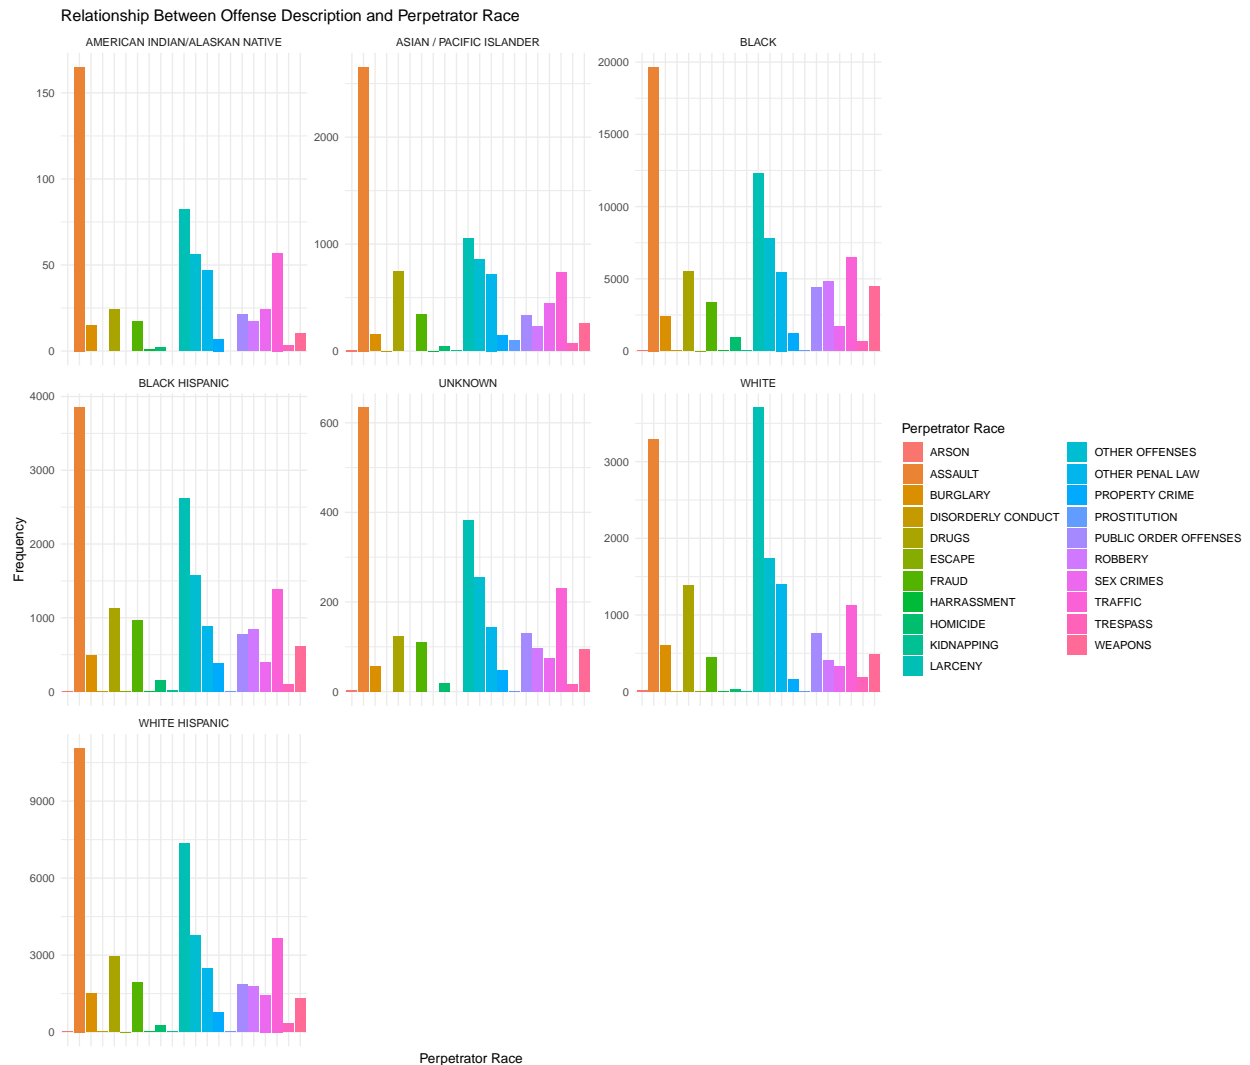 Relationship Between Offense Description and Perpetrator Race
AMERICAN INDIAN/ALASKAN NATIVE
150
100
50
0
ASIAN / PACIFIC ISLANDER
2000
1000
0
BLACK
20000
15000
10000
5000
0
BLACK HISPANIC
4000
3000
2000
1000
0
UNKNOWN
600
400
200
0
WHITE
3000
2000
1000
0
WHITE HISPANIC
9000
6000
3000
0
Frequency
Perpetrator Race
Perpetrator Race
ARSON
ASSAULT
BURGLARY
DISORDERLY CONDUCT
DRUGS
ESCAPE
FRAUD
HARRASSMENT
HOMICIDE
KIDNAPPING
LARCENY
OTHER OFFENSES
OTHER PENAL LAW
PROPERTY CRIME
PROSTITUTION
PUBLIC ORDER OFFENSES
ROBBERY
SEX CRIMES
TRAFFIC
TRESPASS
WEAPONS